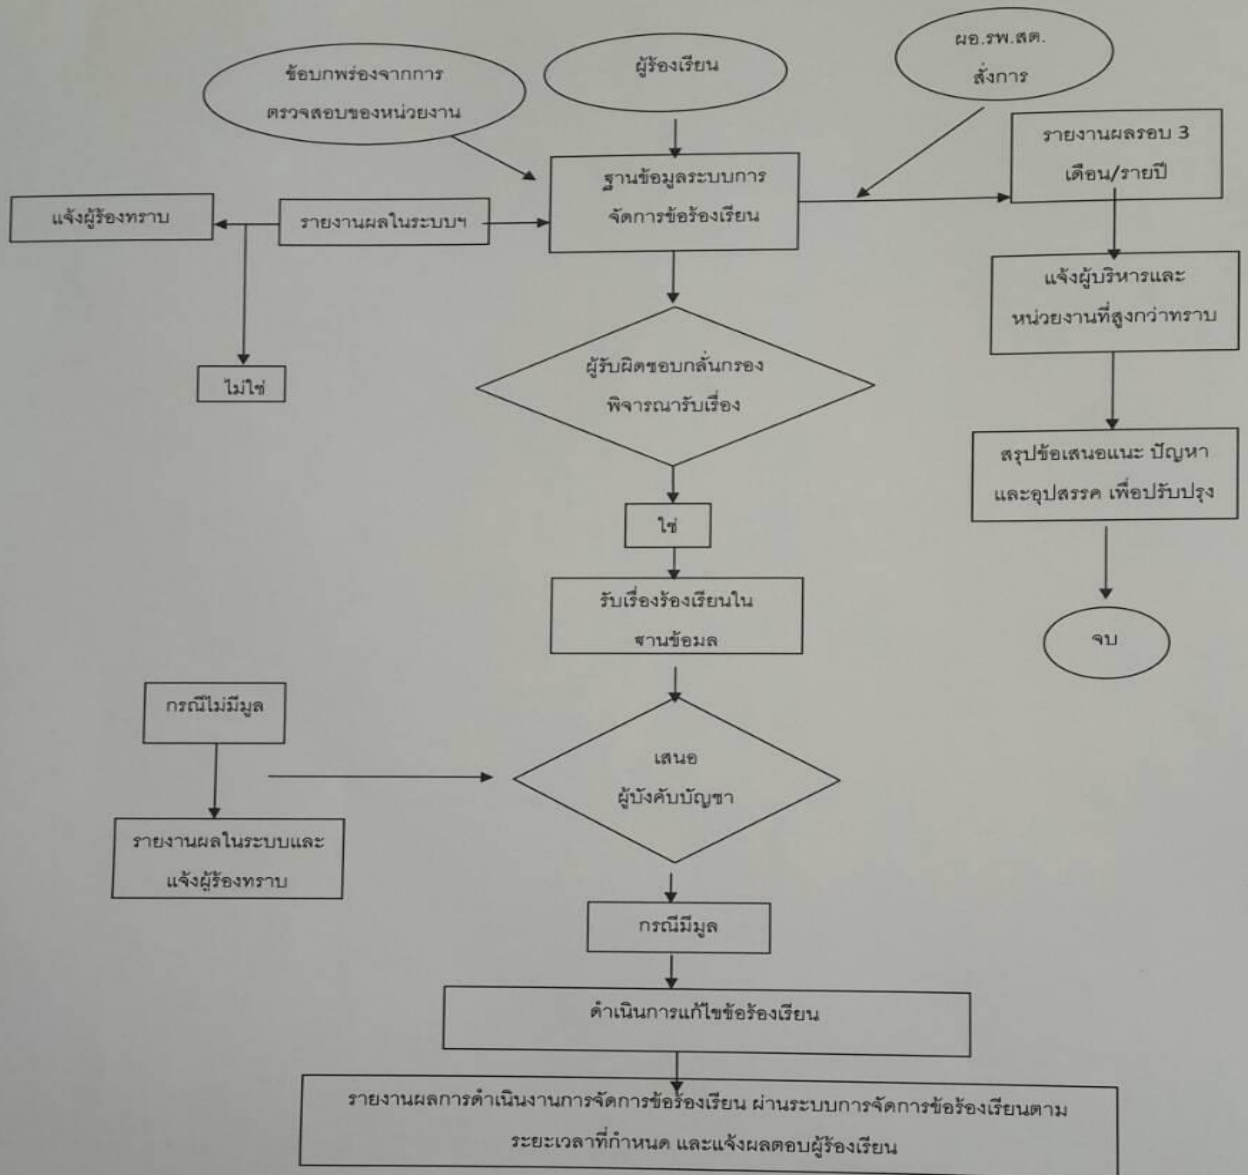 ข้อบกพร่องจากการ
ตรวจสอบของหน่วยงาน
ผู้ร้องเรียน
ผอ.รพ.สต.
สั่งการ
ฐานข้อมูลระบบการ
จัดการข้อร้องเรียน
รายงานผลรอบ 3
เดือน/รายปี
แจ้งผู้ร้องทราบ
รายงานผลในระบบฯ
ไม่ใช่
แจ้งผู้บริหารและ
หน่วยงานที่สูงกว่าทราบ
ผู้รับผิดชอบกลั่นกรอง
พิจารณารับเรื่อง
สรุปข้อเสนอแนะ ปัญหา
และอุปสรรค เพื่อปรับปรุง
ใช่
รับเรื่องร้องเรียนใน
ฐานข้อมูล
จบ
กรณีไม่มีมูล
เสนอ
ผู้บังคับบัญชา
รายงานผลในระบบและ
แจ้งผู้ร้องทราบ
กรณีมีมูล
ดำเนินการแก้ไขข้อร้องเรียน
รายงานผลการดำเนินงานการจัดการข้อร้องเรียน ผ่านระบบการจัดการข้อร้องเรียนตาม
ระยะเวลาที่กำหนด และแจ้งผลตอบผู้ร้องเรียน